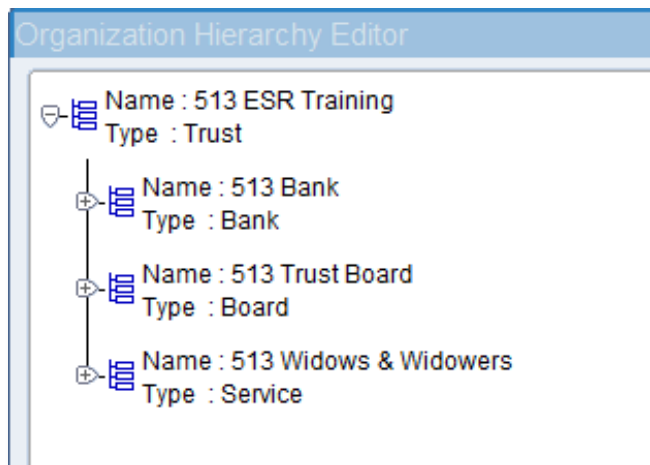 Organization Hierarchy Editor
Name : 513 ESR Training
Type : Trust
Name : 513 Bank
Type : Bank
Name : 513 Trust Board
Type : Board
Name : 513 Widows & Widowers
Type : Service